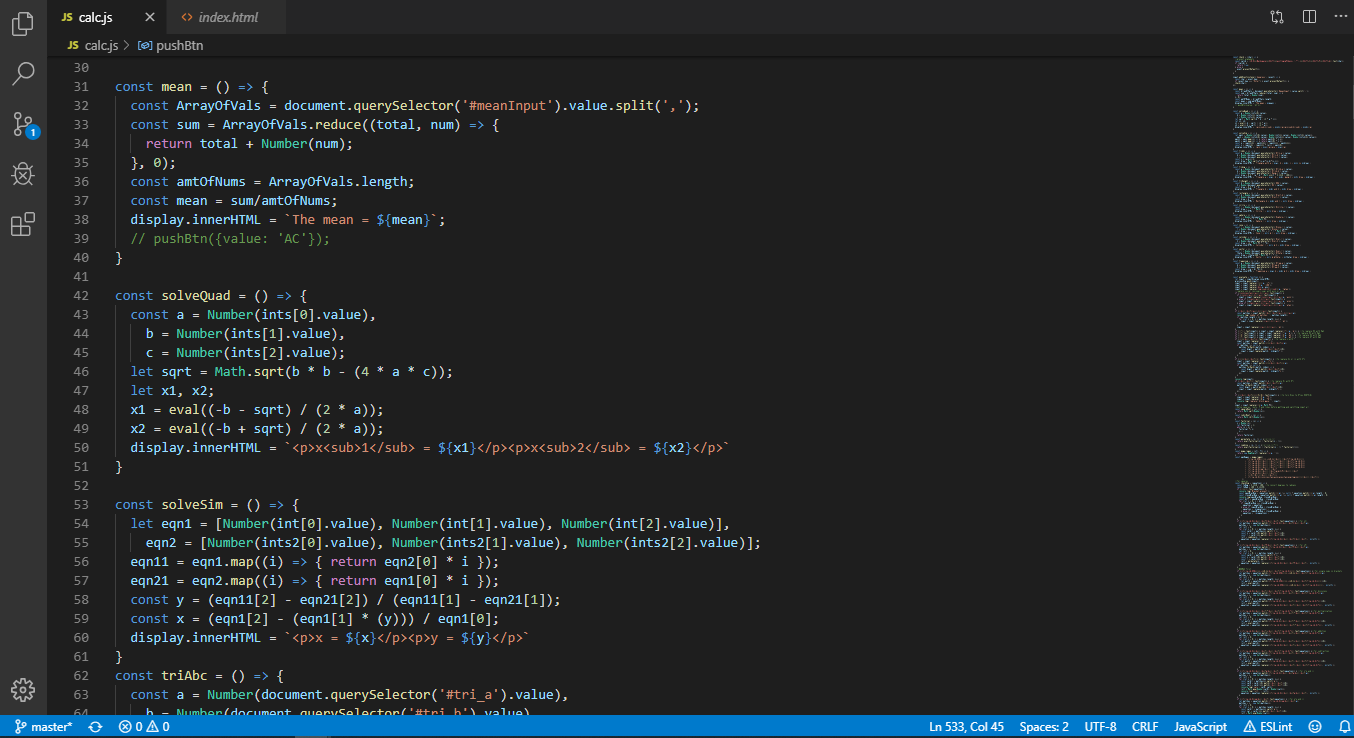 JS calc.js
<> index.html
JS calc.js > pushBtn
30
31 const mean = () => {
32 const ArrayOfVals = document.querySelector('#meanInput').value.split(',');
33 const sum = ArrayOfVals.reduce((total, num) => {
34 return total + Number(num);
35 }, 0);
36 const amtOfNums = ArrayOfVals.length;
37 const mean = sum/amtOfNums;
38 display.innerHTML = `The mean = ${mean}`;
39 // pushBtn({value: 'AC'});
40 }
41
42 const solveQuad = () => {
43 const a = Number(ints[0].value),
44 b = Number(ints[1].value),
45 c = Number(ints[2].value);
46 let sqrt = Math.sqrt(b * b - (4 * a * c));
47 let x1, x2;
48 x1 = eval((-b - sqrt) / (2 * a));
49 x2 = eval((-b + sqrt) / (2 * a));
50 display.innerHTML = `<p>x<sub>1</sub> = ${x1}</p><p>x<sub>2</sub> = ${x2}</p>`
51 }
52
53 const solveSim = () => {
54 let eqn1 = [Number(int[0].value), Number(int[1].value), Number(int[2].value)],
55 eqn2 = [Number(ints2[0].value), Number(ints2[1].value), Number(ints2[2].value)];
56 eqn11 = eqn1.map((i) => { return eqn2[0] * i });
57 eqn21 = eqn2.map((i) => { return eqn1[0] * i });
58 const y = (eqn11[2] - eqn21[2]) / (eqn11[1] - eqn21[1]);
59 const x = (eqn1[2] - (eqn1[1] * (y))) / eqn1[0];
60 display.innerHTML = `<p>x = ${x}</p><p>y = ${y}</p>`
61 }
62 const triAbc = () => {
63 const a = Number(document.querySelector('#tri_a').value),
64 b = Number(document.querySelector('#tri_b').value)
1
master* 0 0 Ln 533, Col 45 Spaces: 2 UTF-8 CRLF JavaScript ESLint